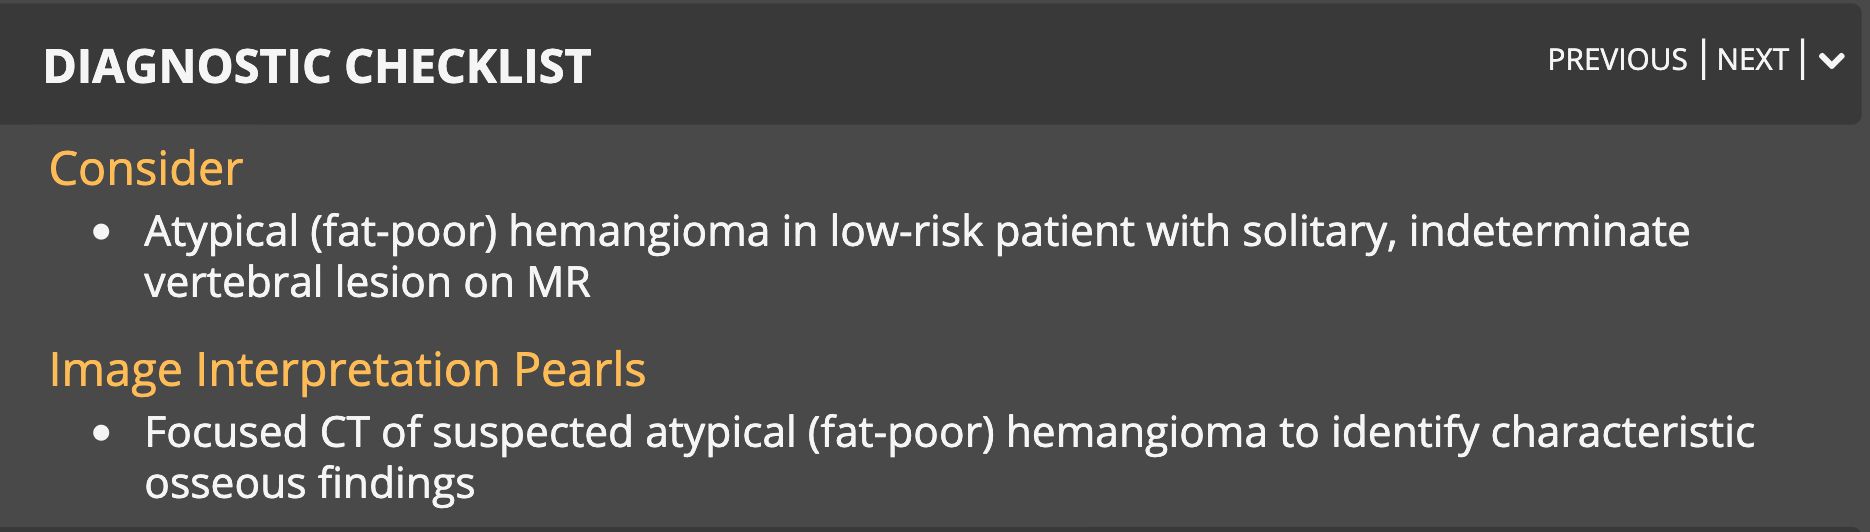 DIAGNOSTIC CHECKLIST
PREVIOUS | NEXT |
Consider
• Atypical (fat-poor) hemangioma in low-risk patient with solitary, indeterminate
vertebral lesion on MR
Image Interpretation Pearls
• Focused CT of suspected atypical (fat-poor) hemangioma to identify characteristic
osseous findings